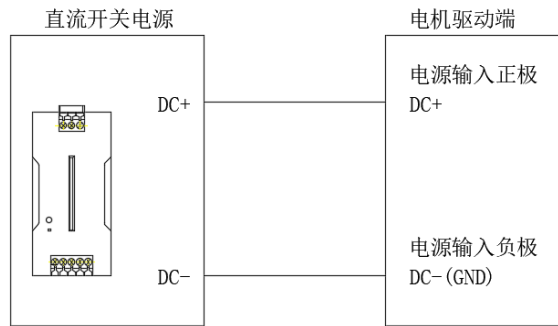 直流开关电源
电机驱动端
电源输入正极
DC+
DC+
电源输入负极
DC-
DC-(GND)